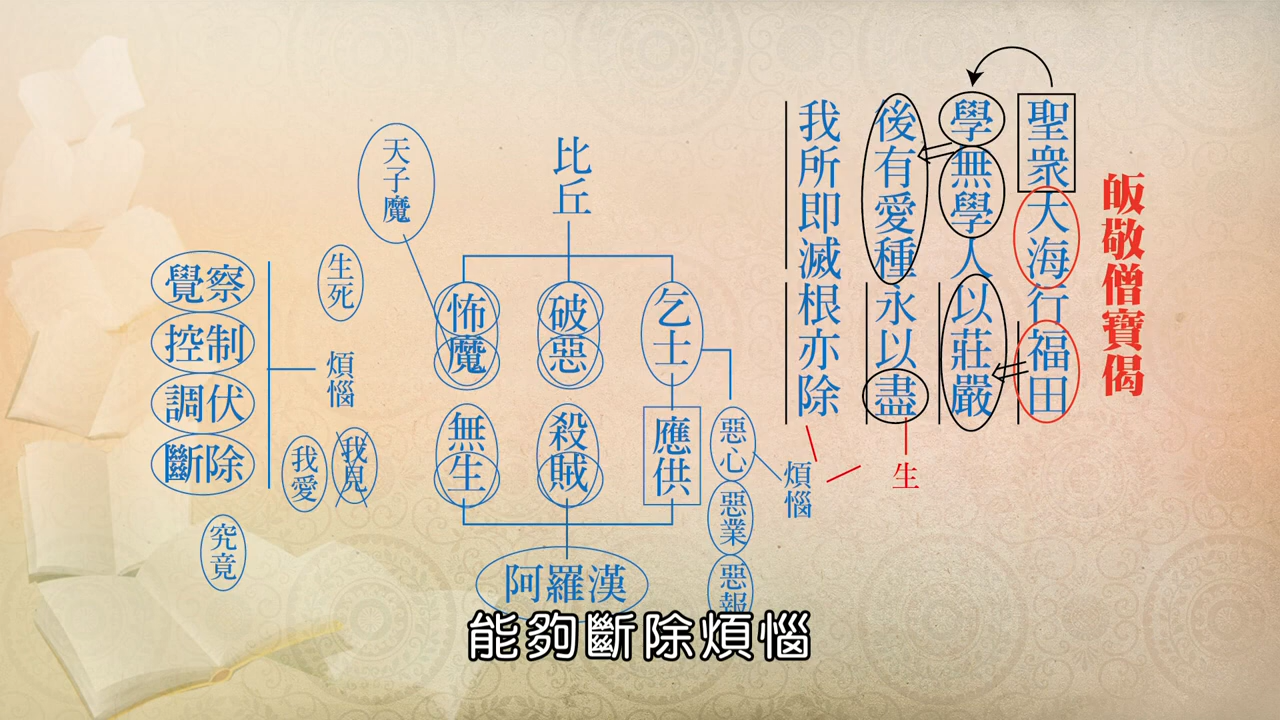 皈敬僧寶偈
聖衆大海行福田
學無學人以莊嚴
後有愛種永以盡
我所即滅根亦除
生
煩惱
比丘
乞士
破惡
怖魔
天子魔
應供
殺賊
無生
阿羅漢
惡心
惡業
惡報
生死
煩惱
我見
我愛
覺察
控制
調伏
斷除
究竟
能夠斷除煩惱